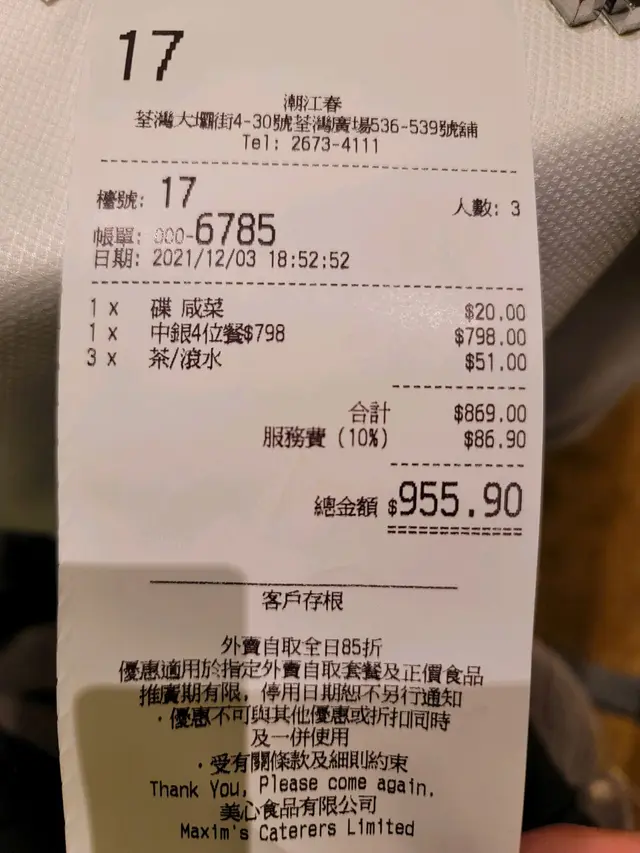 17
潮江春
荃灣大壩街4-30號荃灣廣場536-539號舖
Tel: 2673-4111
檯號: 17 人數: 3
帳單: 000-6785
日期: 2021/12/03 18:52:52
1 x 碟 咸菜 $20.00
1 x 中銀4位餐$798 $798.00
3 x 茶/滾水 $51.00
合計 $869.00
服務費 (10%) $86.90
總金額 $955.90
客戶存根
外賣自取全日85折
優惠適用於指定外賣自取套餐及正價食品
推廣期有限, 停用日期恕不另行通知
·優惠不可與其他優惠或折扣同時
及一併使用
·受有關條款及細則約束
Thank You, Please come again.
美心食品有限公司
Maxim's Caterers Limited